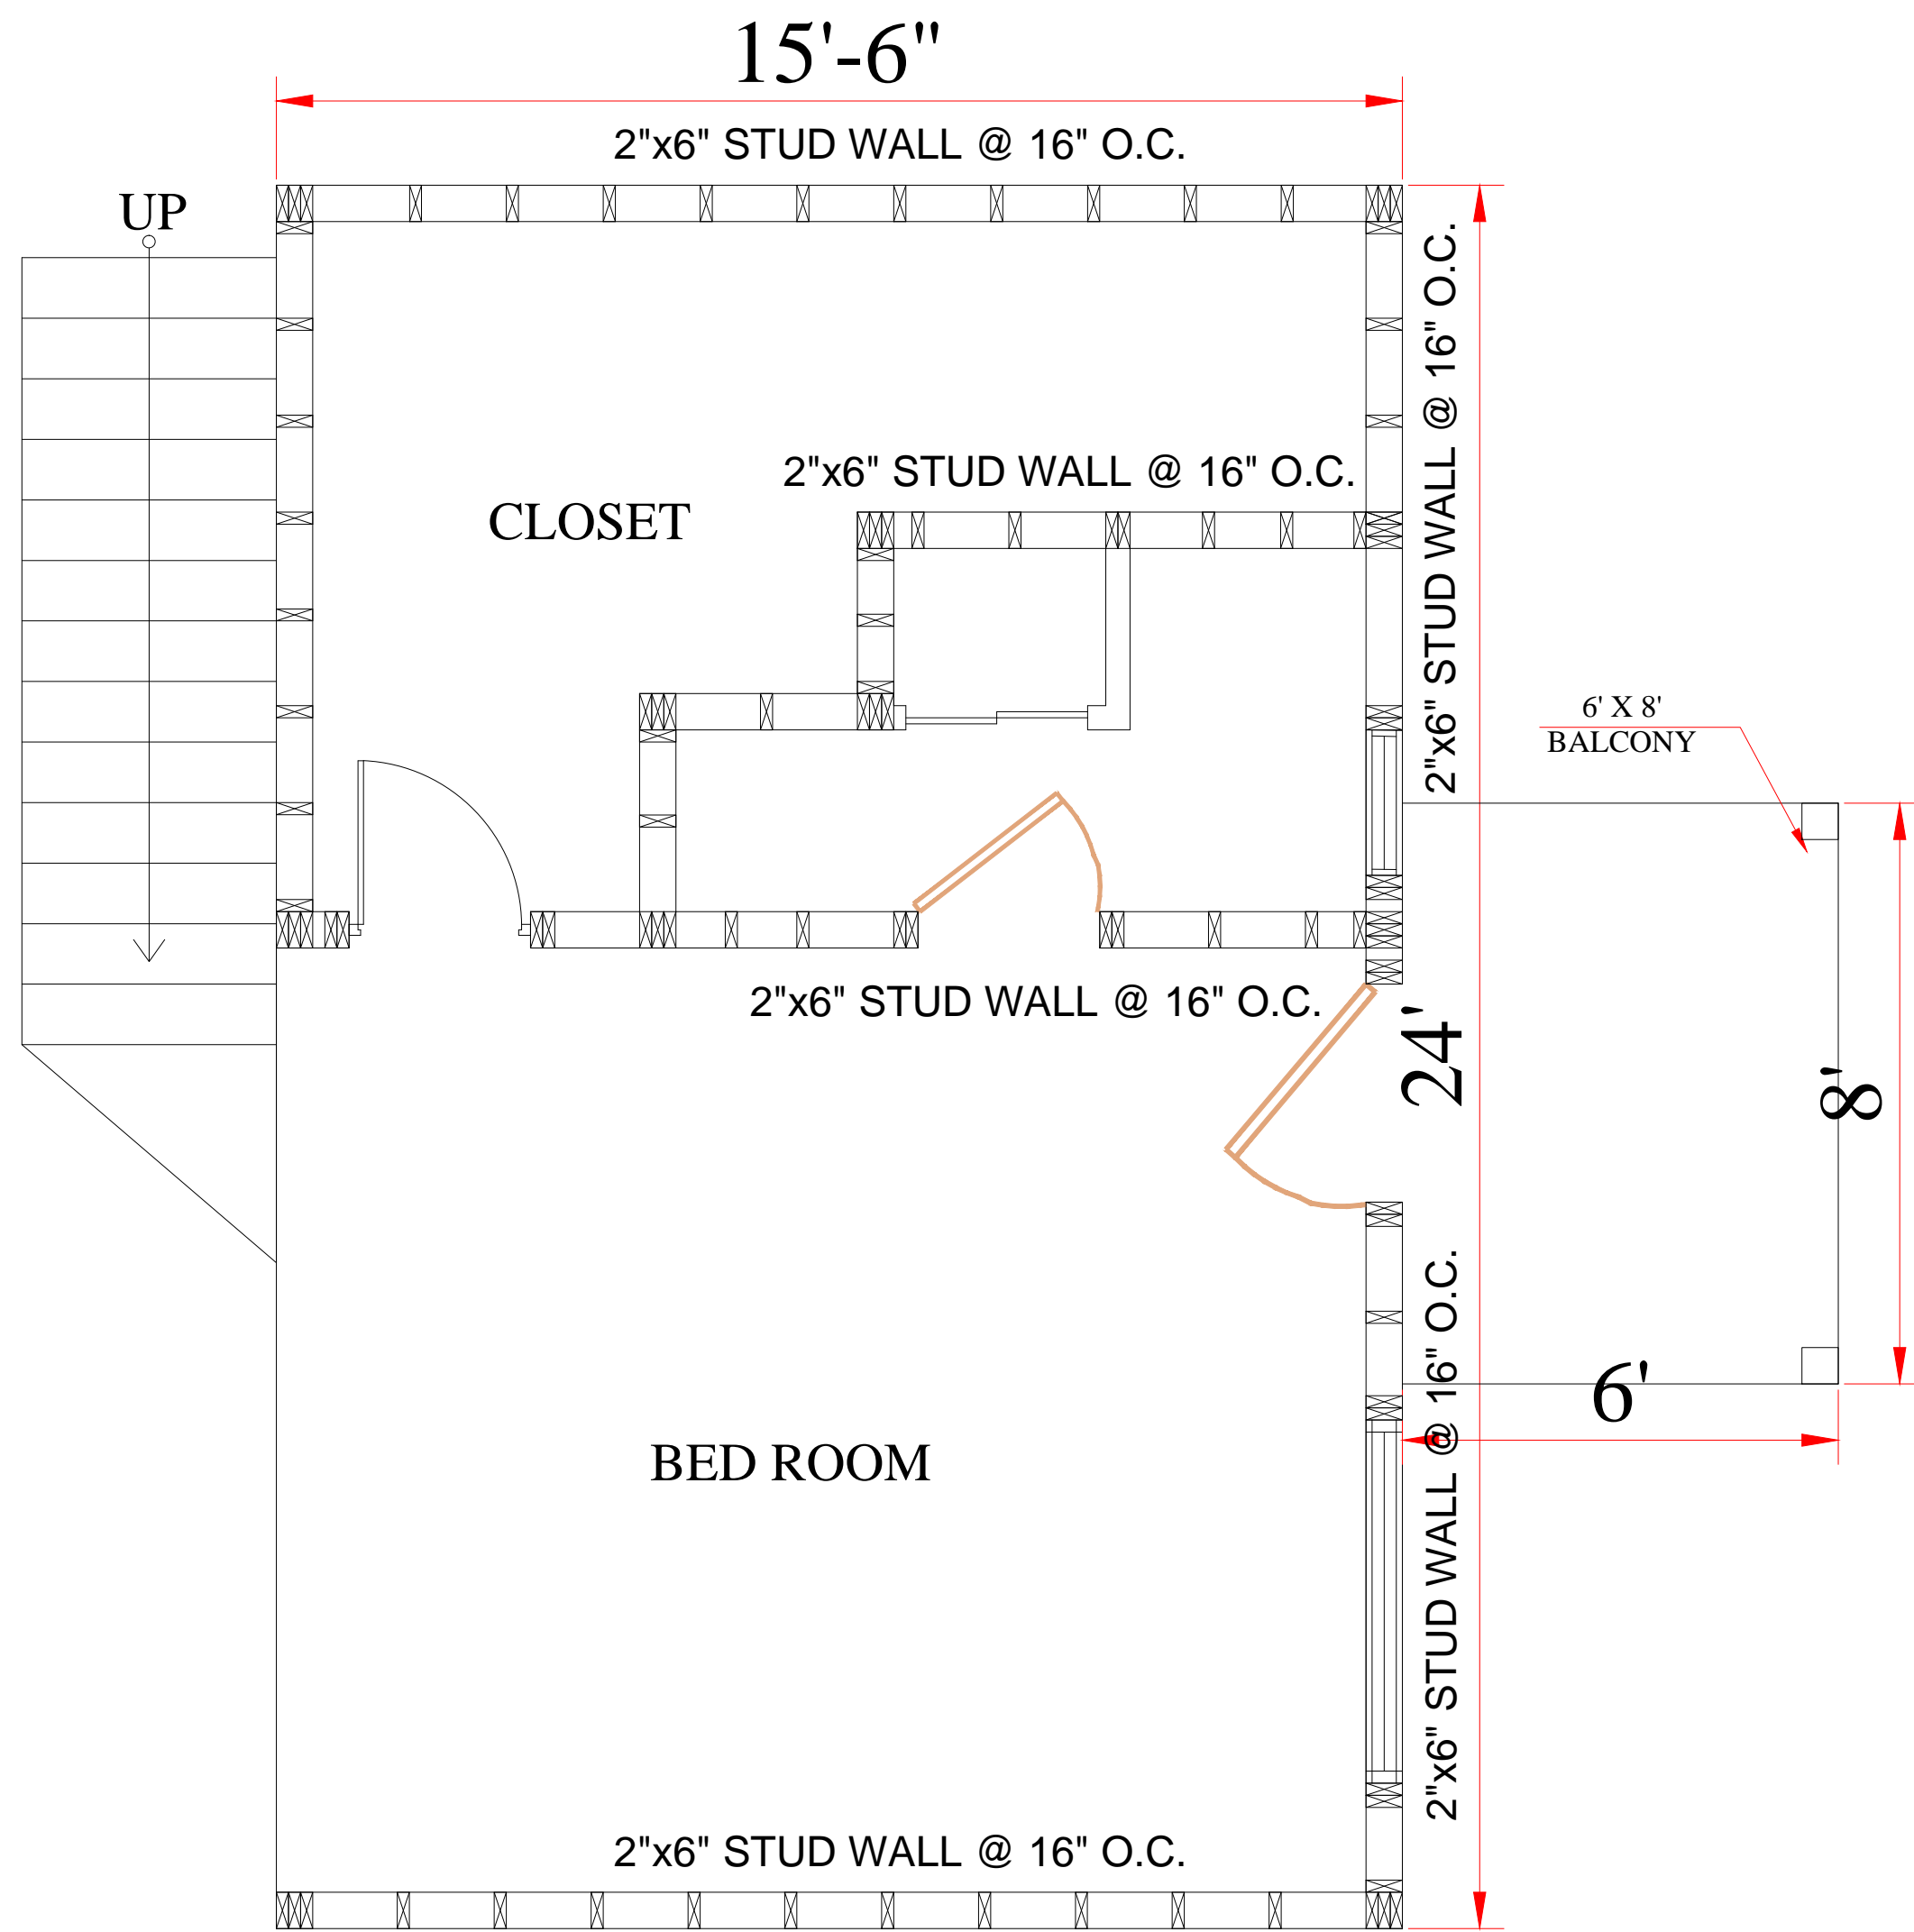 15'-6"
2"x6" STUD WALL @ 16" O.C.
UP
2"x6" STUD WALL @ 16" O.C.
2"x6" STUD WALL @ 16" O.C.
CLOSET
6' X 8'
BALCONY
2"x6" STUD WALL @ 16" O.C.
24'
8'
2"x6" STUD WALL @ 16" O.C.
6'
BED ROOM
2"x6" STUD WALL @ 16" O.C.